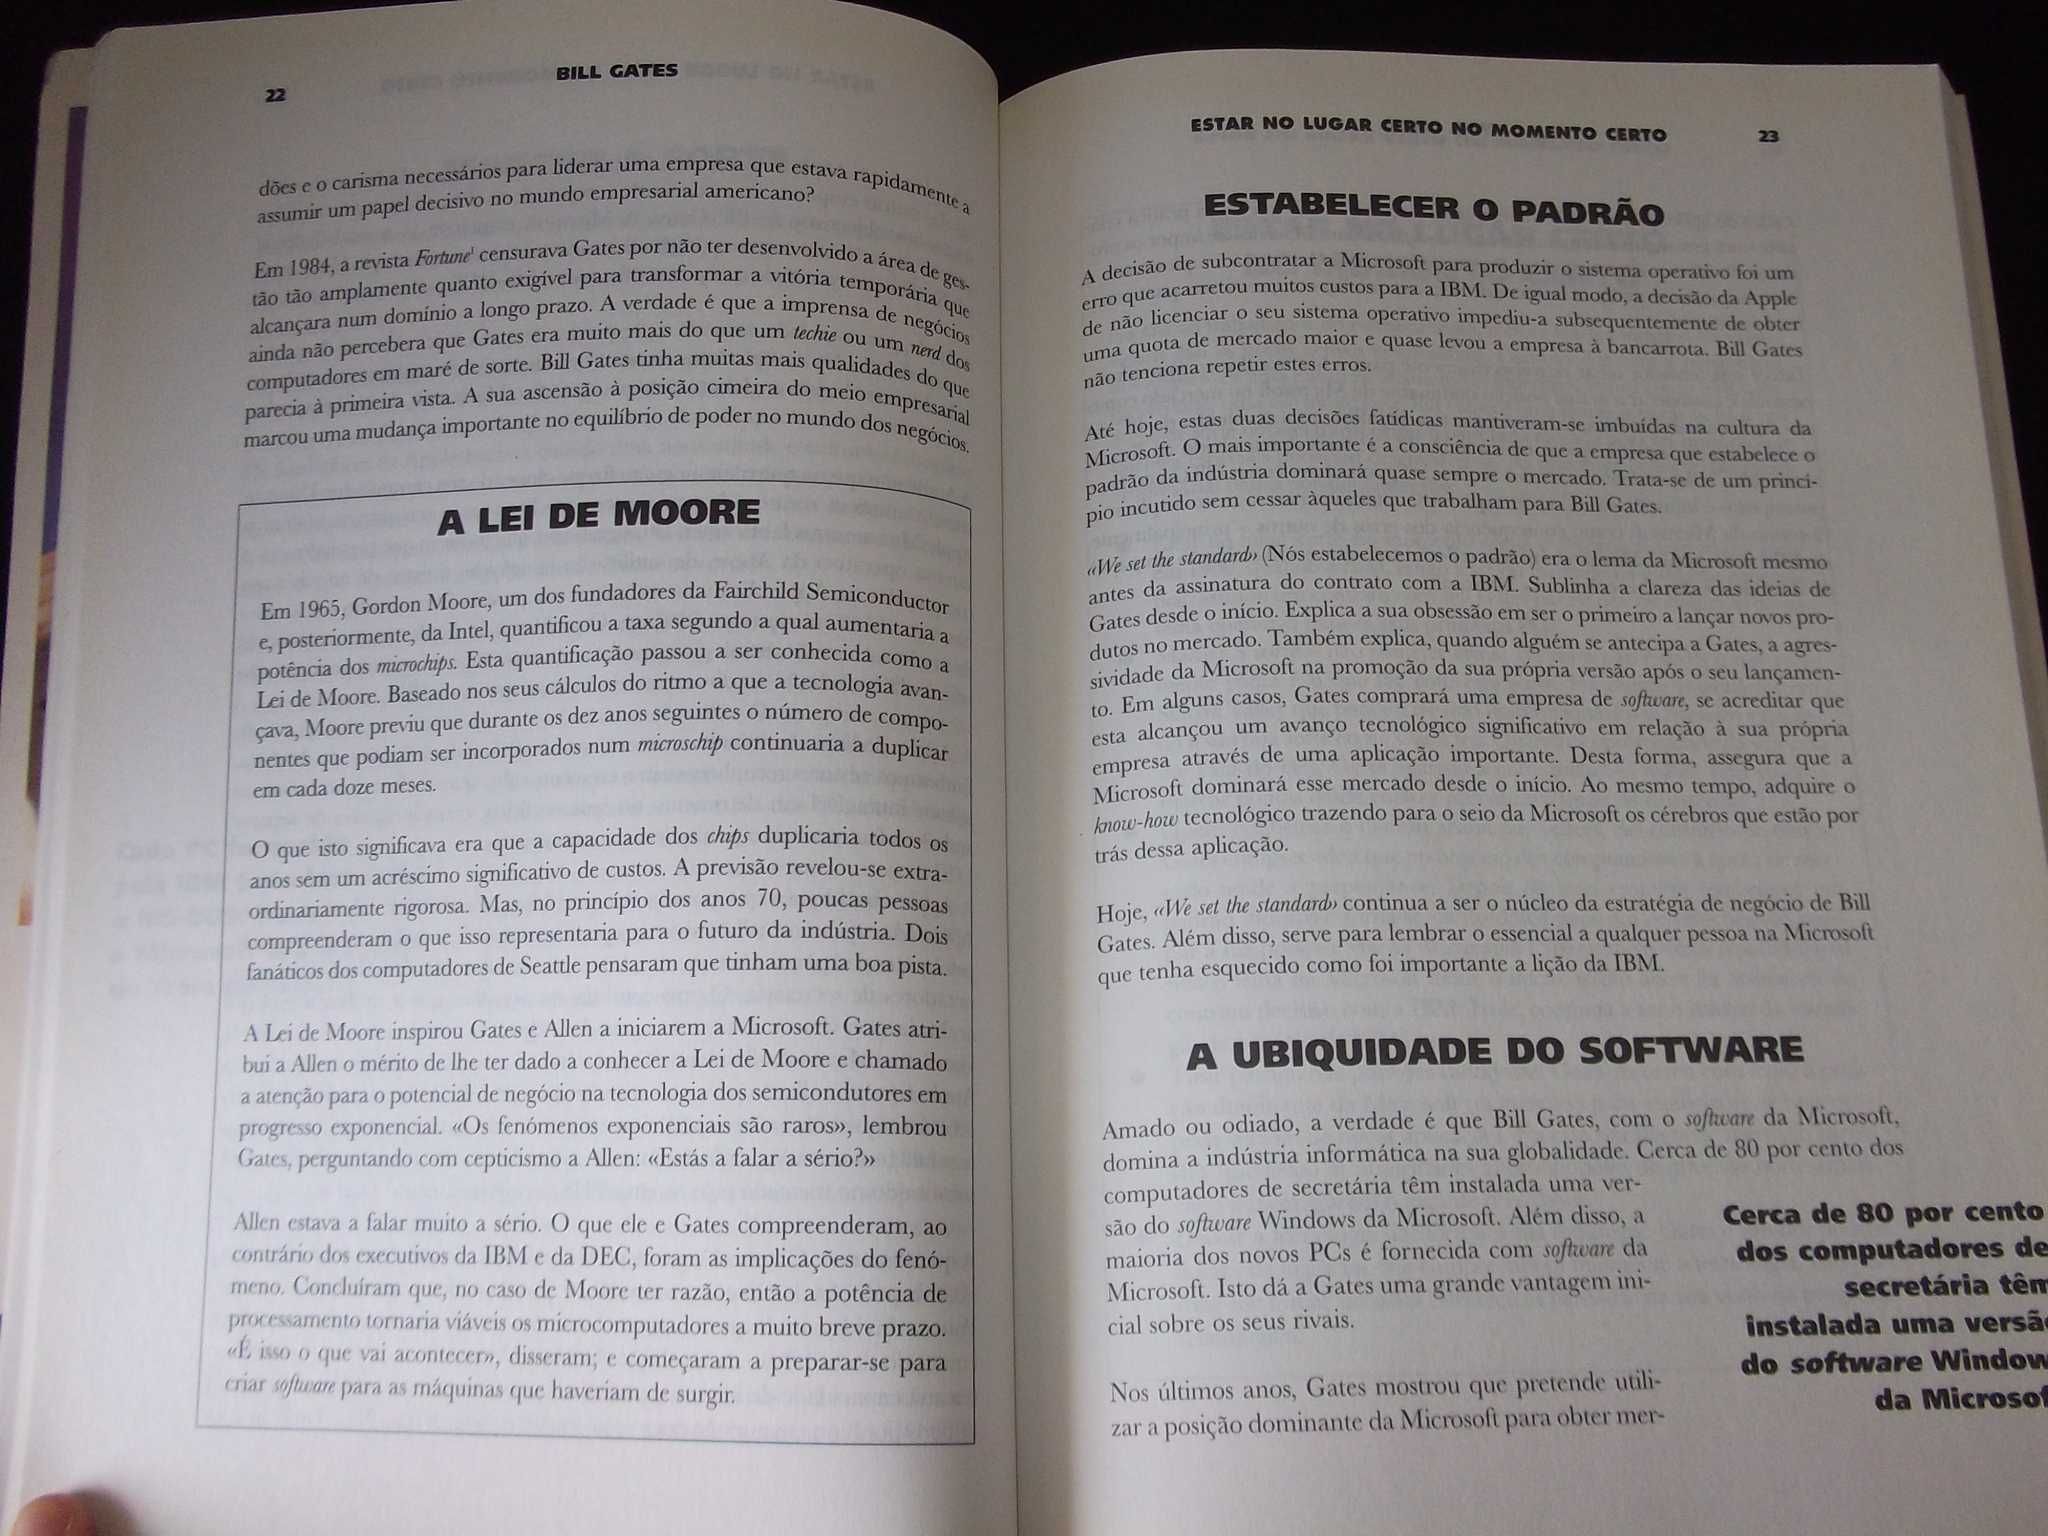 22
BILL GATES
dões e o carisma necessários para liderar uma empresa que estava rapidamente a
assumir um papel decisivo no mundo empresarial americano?
Em 1984, a revista Fortune¹ censurava Gates por não ter desenvolvido a área de ges-
tão tão amplamente quanto exigível para transformar a vitória temporária que
alcançara num domínio a longo prazo. A verdade é que a imprensa de negócios
ainda não percebera que Gates era muito mais do que um techie ou um nerd dos
computadores em maré de sorte. Bill Gates tinha muitas mais qualidades do que
parecia à primeira vista. A sua ascensão à posição cimeira do meio empresarial
marcou uma mudança importante no equilíbrio de poder no mundo dos negócios.
A LEI DE MOORE
Em 1965, Gordon Moore, um dos fundadores da Fairchild Semiconductor
e, posteriormente, da Intel, quantificou a taxa segundo a qual aumentaria a
potência dos microchips. Esta quantificação passou a ser conhecida como a
Lei de Moore. Baseado nos seus cálculos do ritmo a que a tecnologia avan-
çava, Moore previu que durante os dez anos seguintes o número de compo-
nentes que podiam ser incorporados num microschip continuaria a duplicar
em cada doze meses.
O que isto significava era que a capacidade dos chips duplicaria todos os
anos sem um acréscimo significativo de custos. A previsão revelou-se extra-
ordinariamente rigorosa. Mas, no princípio dos anos 70, poucas pessoas
compreenderam o que isso representaria para o futuro da indústria. Dois
fanáticos dos computadores de Seattle pensaram que tinham uma boa pista.
A Lei de Moore inspirou Gates e Allen a iniciarem a Microsoft. Gates atri-
bui a Allen o mérito de lhe ter dado a conhecer a Lei de Moore e chamado
a atenção para o potencial de negócio na tecnologia dos semicondutores em
progresso exponencial. «Os fenómenos exponenciais são raros», lembrou
Gates, perguntando com cepticismo a Allen: «Estás a falar a sério?»
Allen estava a falar muito a sério. O que ele e Gates compreenderam, ao
contrário dos executivos da IBM e da DEC, foram as implicações do fenó-
meno. Concluíram que, no caso de Moore ter razão, então a potência de
processamento tornaria viáveis os microcomputadores a muito breve prazo.
«É isso o que vai acontecer», disseram; e começaram a preparar-se para
criar software para as máquinas que haveriam de surgir.
ESTAR NO LUGAR CERTO NO MOMENTO CERTO
23
ESTABELECER O PADRÃO
A decisão de subcontratar a Microsoft para produzir o sistema operativo foi um
erro que acarretou muitos custos para a IBM. De igual modo, a decisão da Apple
de não licenciar o seu sistema operativo impediu-a subsequentemente de obter
uma quota de mercado maior e quase levou a empresa à bancarrota. Bill Gates
não tenciona repetir estes erros.
Até hoje, estas duas decisões fatídicas mantiveram-se imbuídas na cultura da
Microsoft. O mais importante é a consciência de que a empresa que estabelece o
padrão da indústria dominará quase sempre o mercado. Trata-se de um princí-
pio incutido sem cessar àqueles que trabalham para Bill Gates.
«We set the standard» (Nós estabelecemos o padrão) era o lema da Microsoft mesmo
antes da assinatura do contrato com a IBM. Sublinha a clareza das ideias de
Gates desde o início. Explica a sua obsessão em ser o primeiro a lançar novos pro-
dutos no mercado. Também explica, quando alguém se antecipa a Gates, a agres-
sividade da Microsoft na promoção da sua própria versão após o seu lançamen-
to. Em alguns casos, Gates comprará uma empresa de software, se acreditar que
esta alcançou um avanço tecnológico significativo em relação à sua própria
empresa através de uma aplicação importante. Desta forma, assegura que a
Microsoft dominará esse mercado desde o início. Ao mesmo tempo, adquire o
know-how tecnológico trazendo para o seio da Microsoft os cérebros que estão por
trás dessa aplicação.
Hoje, «We set the standard» continua a ser o núcleo da estratégia de negócio de Bill
Gates. Além disso, serve para lembrar o essencial a qualquer pessoa na Microsoft
que tenha esquecido como foi importante a lição da IBM.
A UBIQUIDADE DO SOFTWARE
Amado ou odiado, a verdade é que Bill Gates, com o software da Microsoft,
domina a indústria informática na sua globalidade. Cerca de 80 por cento dos
computadores de secretária têm instalada uma ver-
são do software Windows da Microsoft. Além disso, a
maioria dos novos PCs é fornecida com software da
Microsoft. Isto dá a Gates uma grande vantagem ini-
cial sobre os seus rivais.
Nos últimos anos, Gates mostrou que pretende utili-
zar a posição dominante da Microsoft para obter mer-
Cerca de 80 por cento
dos computadores de
secretária têm
instalada uma versão
do software Window
da Microsof